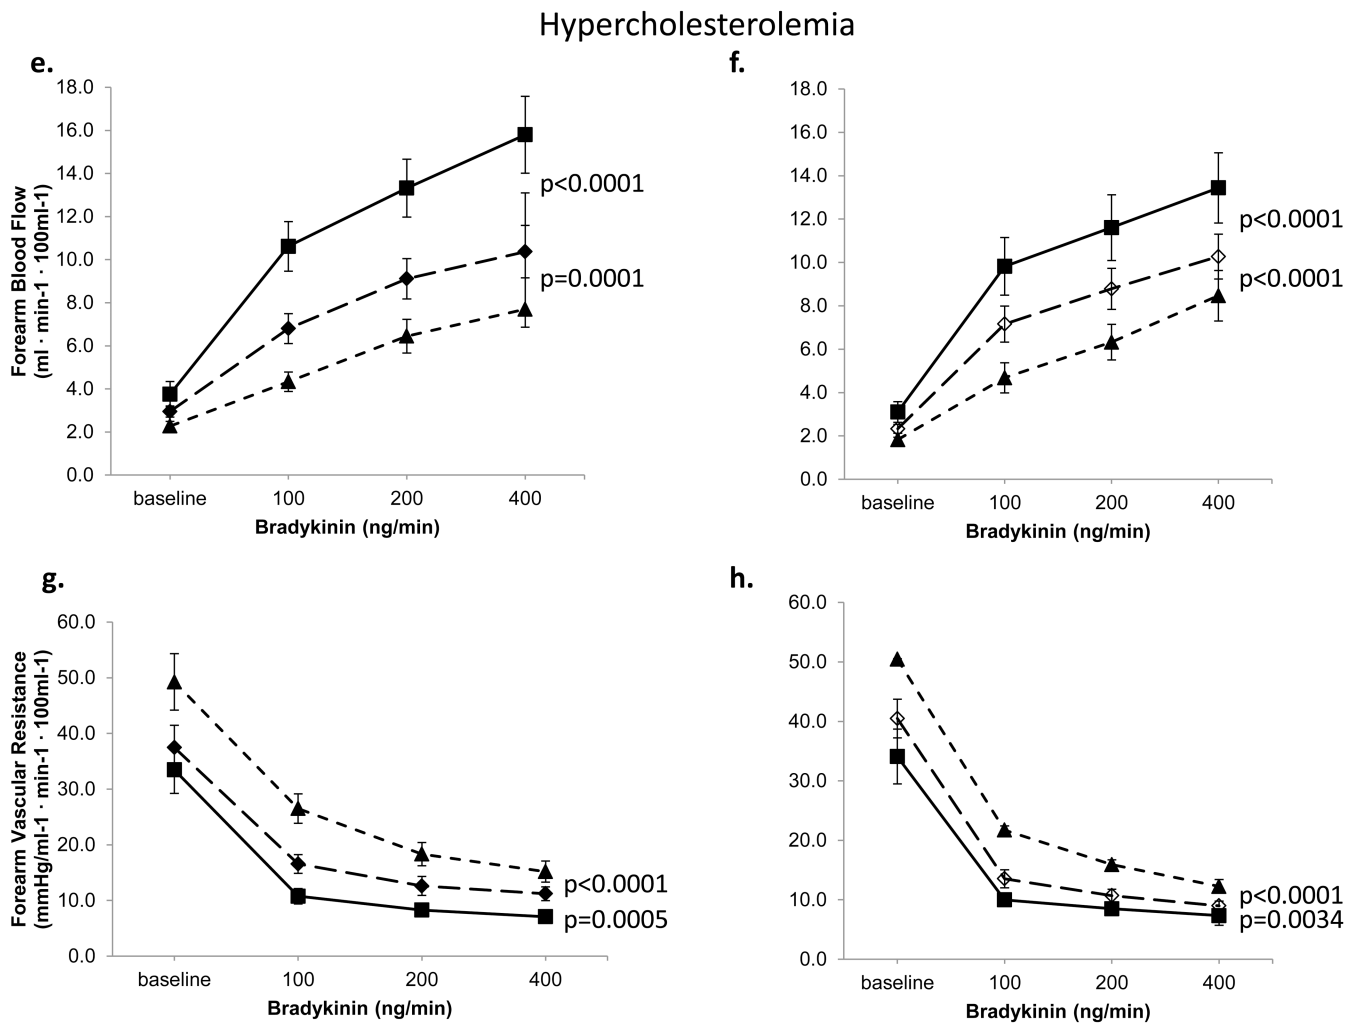 Hypercholesterolemia
e.
18.0
16.0
14.0
12.0
10.0
8.0
6.0
4.0
2.0
0.0
Forearm Blood Flow
(ml · min-1 · 100ml-1)
p<0.0001
p=0.0001
baseline 100 200 400
Bradykinin (ng/min)
f.
18.0
16.0
14.0
12.0
10.0
8.0
6.0
4.0
2.0
0.0
p<0.0001
p<0.0001
baseline 100 200 400
Bradykinin (ng/min)
g.
60.0
50.0
40.0
30.0
20.0
10.0
0.0
Forearm Vascular Resistance
(mmHg/ml-1 · min-1 · 100ml-1)
p<0.0001
p=0.0005
baseline 100 200 400
Bradykinin (ng/min)
h.
60.0
50.0
40.0
30.0
20.0
10.0
0.0
p<0.0001
p=0.0034
baseline 100 200 400
Bradykinin (ng/min)